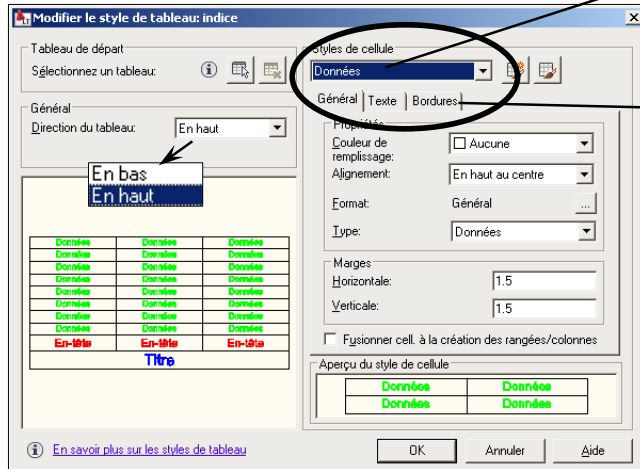 Modifier le style de tableau: indice
Tableau de départ
Sélectionnez un tableau:
Général
Direction du tableau: En haut
En bas
En haut
Données Données Données
Données Données Données
Données Données Données
Données Données Données
Données Données Données
Données Données Données
Données Données Données
Données Données Données
En-tête En-tête En-tête
Titre
Styles de cellule
Données
Général Texte Bordures
Propriétés
Couleur de remplissage: Aucune
Alignement: En haut au centre
Format: Général ...
Type: Données
Marges
Horizontale: 1.5
Verticale: 1.5
Fusionner cell. à la création des rangées/colonnes
Aperçu du style de cellule
Données Données
Données Données
En savoir plus sur les styles de tableau
OK Annuler Aide